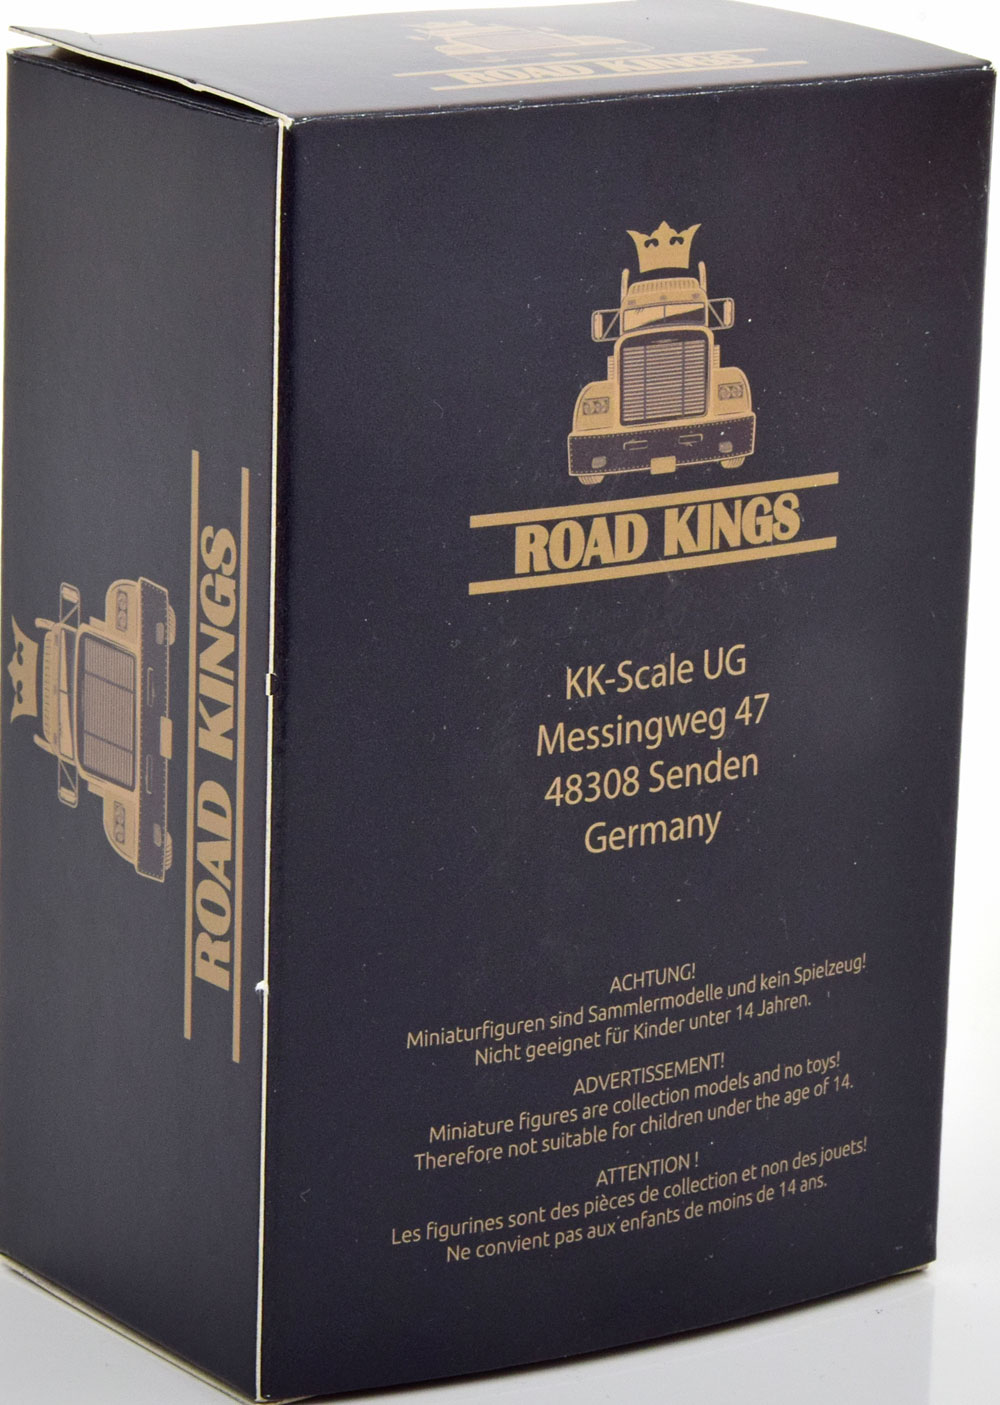 ROAD KINGS
ROAD KINGS
ROAD KINGS
KK-Scale UG
Messingweg 47
48308 Senden
Germany
ACHTUNG!
Miniaturfiguren sind Sammlermodelle und kein Spielzeug!
Nicht geeignet für Kinder unter 14 Jahren.
ADVERTISSEMENT!
Miniature figures are collection models and no toys!
Therefore not suitable for children under the age of 14.
ATTENTION !
Les figurines sont des pièces de collection et non des jouets!
Ne convient pas aux enfants de moins de 14 ans.